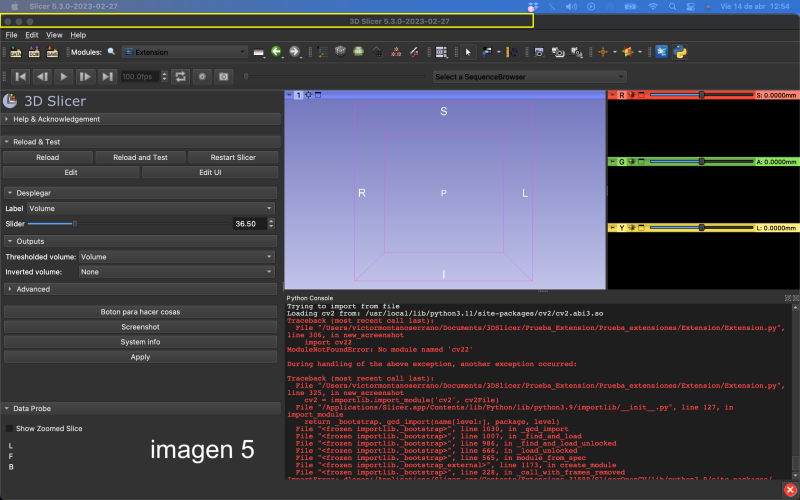 Slicer 5.3.0-2023-02-27
Vie 14 de abr 12:54
3D Slicer 5.3.0-2023-02-27
File Edit View Help
DATA DCM SAVE Modules: Extension
100.0fps Select a SequenceBrowser
3D Slicer
Help & Acknowledgement
Reload & Test
Reload Reload and Test Restart Slicer
Edit Edit UI
Desplegar
Label Volume
Slider 36.50
Outputs
Thresholded volume: Volume
Inverted volume: None
Advanced
Boton para hacer cosas
Screenshot
System info
Apply
Data Probe
Show Zoomed Slice
L
F
B
imagen 5
1
S
R P L
I
R S: 0.0000mm
G A: 0.0000mm
Y L: 0.0000mm
Python Console
Trying to import from file
Loading cv2 from: /usr/local/lib/python3.11/site-packages/cv2/cv2.abi3.so
Traceback (most recent call last):
File "/Users/victormontanoserrano/Documents/3DSlicer/Prueba_Extension/Prueba_extensiones/Extension/Extension.py",
line 306, in new_screenshot
import cv22
ModuleNotFoundError: No module named 'cv22'
During handling of the above exception, another exception occurred:
Traceback (most recent call last):
File "/Users/victormontanoserrano/Documents/3DSlicer/Prueba_Extension/Prueba_extensiones/Extension/Extension.py",
line 325, in new_screenshot
cv2 = importlib.import_module('cv2', cv2File)
File "/Applications/Slicer.app/Contents/lib/Python/lib/python3.9/importlib/__init__.py", line 127, in
import_module
return _bootstrap._gcd_import(name[level:], package, level)
File "<frozen importlib._bootstrap>", line 1030, in _gcd_import
File "<frozen importlib._bootstrap>", line 1007, in _find_and_load
File "<frozen importlib._bootstrap>", line 986, in _find_and_load_unlocked
File "<frozen importlib._bootstrap>", line 666, in _load_unlocked
File "<frozen importlib._bootstrap>", line 565, in module_from_spec
File "<frozen importlib._bootstrap_external>", line 1173, in create_module
File "<frozen importlib._bootstrap>", line 228, in _call_with_frames_removed